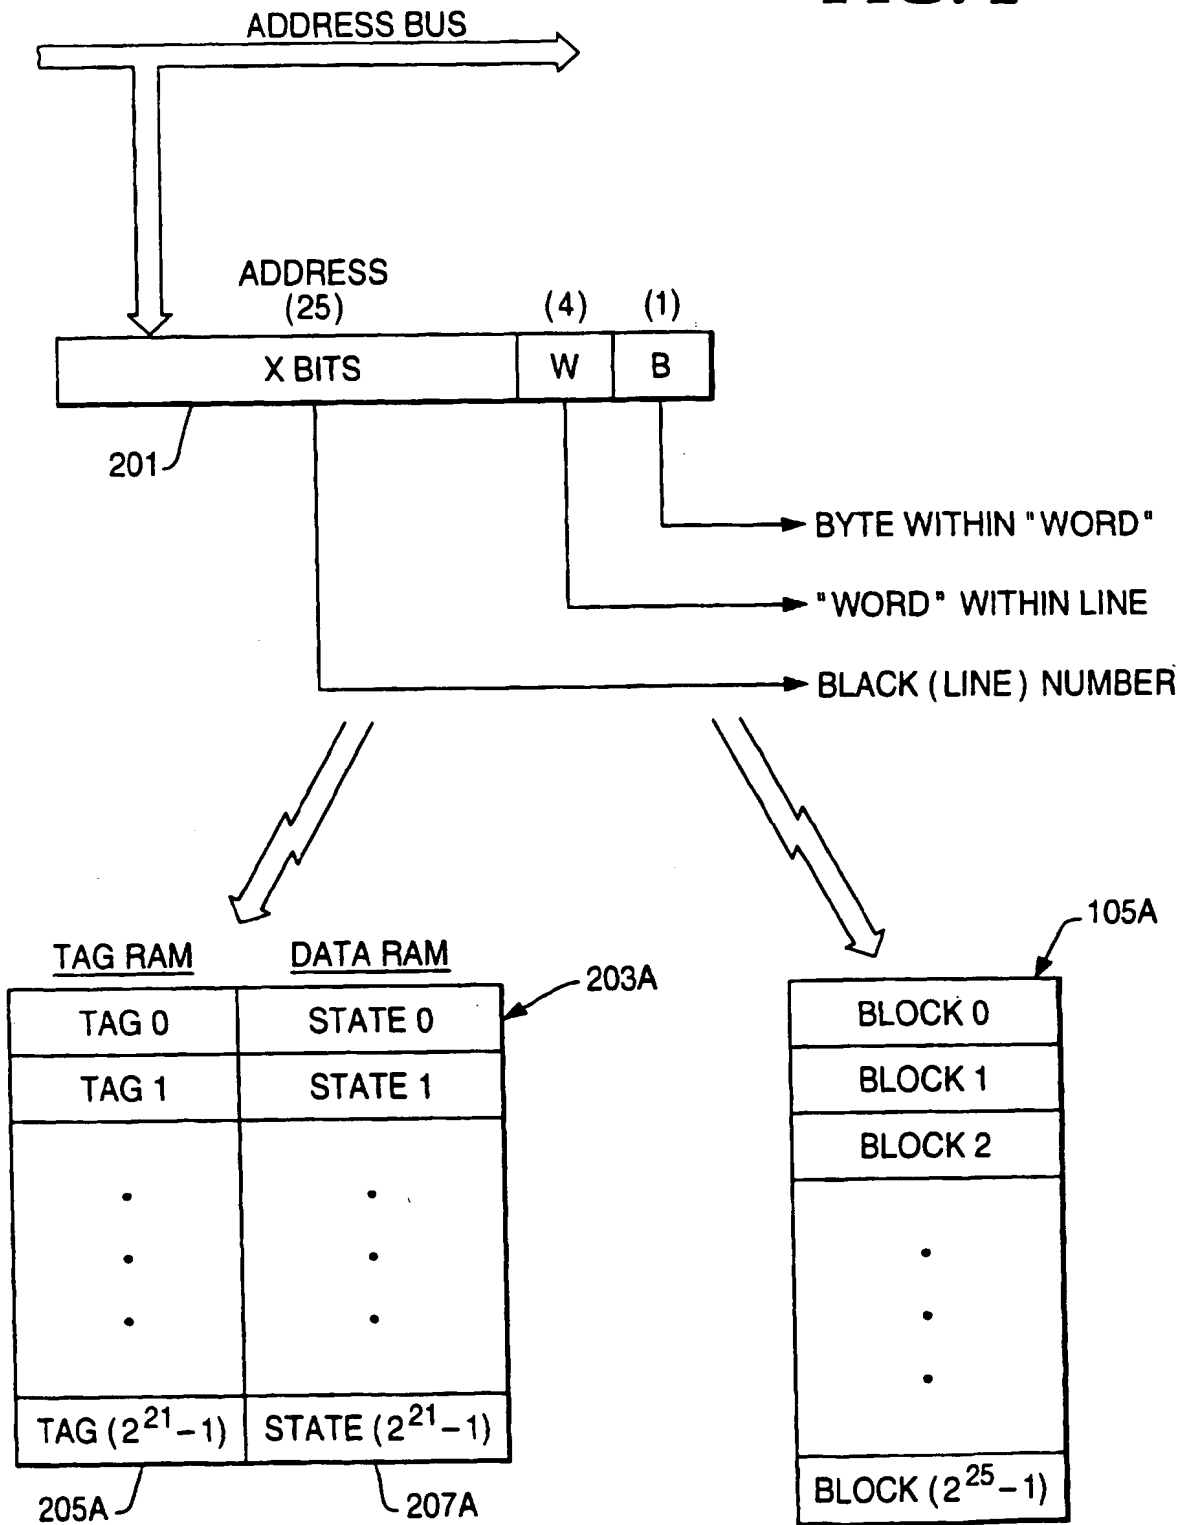 ADDRESS BUS
ADDRESS
(25) (4) (1)
X BITS W B
201
BYTE WITHIN "WORD"
"WORD" WITHIN LINE
BLACK (LINE) NUMBER
105A
TAG RAM DATA RAM
203A
TAG 0 STATE 0
BLOCK 0
TAG 1 STATE 1
BLOCK 1
BLOCK 2
TAG (2^21-1) STATE (2^21-1)
BLOCK (2^25-1)
205A 207A